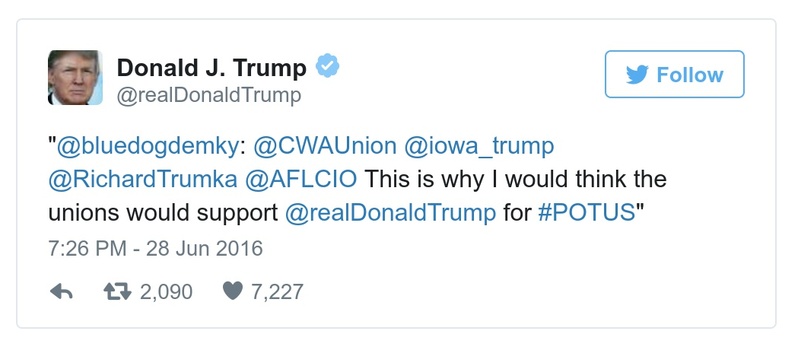 Donald J. Trump
@realDonaldTrump
Follow
"@bluedogdemky: @CWAUnion @iowa_trump
@RichardTrumka @AFLCIO This is why I would think the
unions would support @realDonaldTrump for #POTUS"
7:26 PM - 28 Jun 2016
2,090 7,227